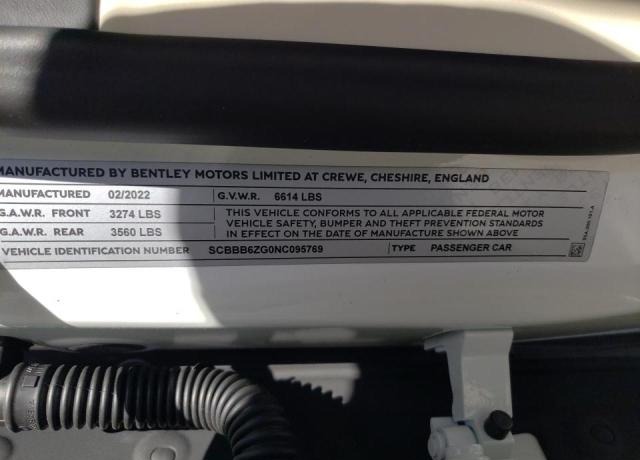 MANUFACTURED BY BENTLEY MOTORS LIMITED AT CREWE, CHESHIRE, ENGLAND
MANUFACTURED 02/2022 G.V.W.R. 6614 LBS
G.A.W.R. FRONT 3274 LBS
G.A.W.R. REAR 3560 LBS
THIS VEHICLE CONFORMS TO ALL APPLICABLE FEDERAL MOTOR
VEHICLE SAFETY, BUMPER AND THEFT PREVENTION STANDARDS
IN EFFECT ON THE DATE OF MANUFACTURE SHOWN ABOVE
VEHICLE IDENTIFICATION NUMBER SCBBB6ZG0NC095769 TYPE PASSENGER CAR